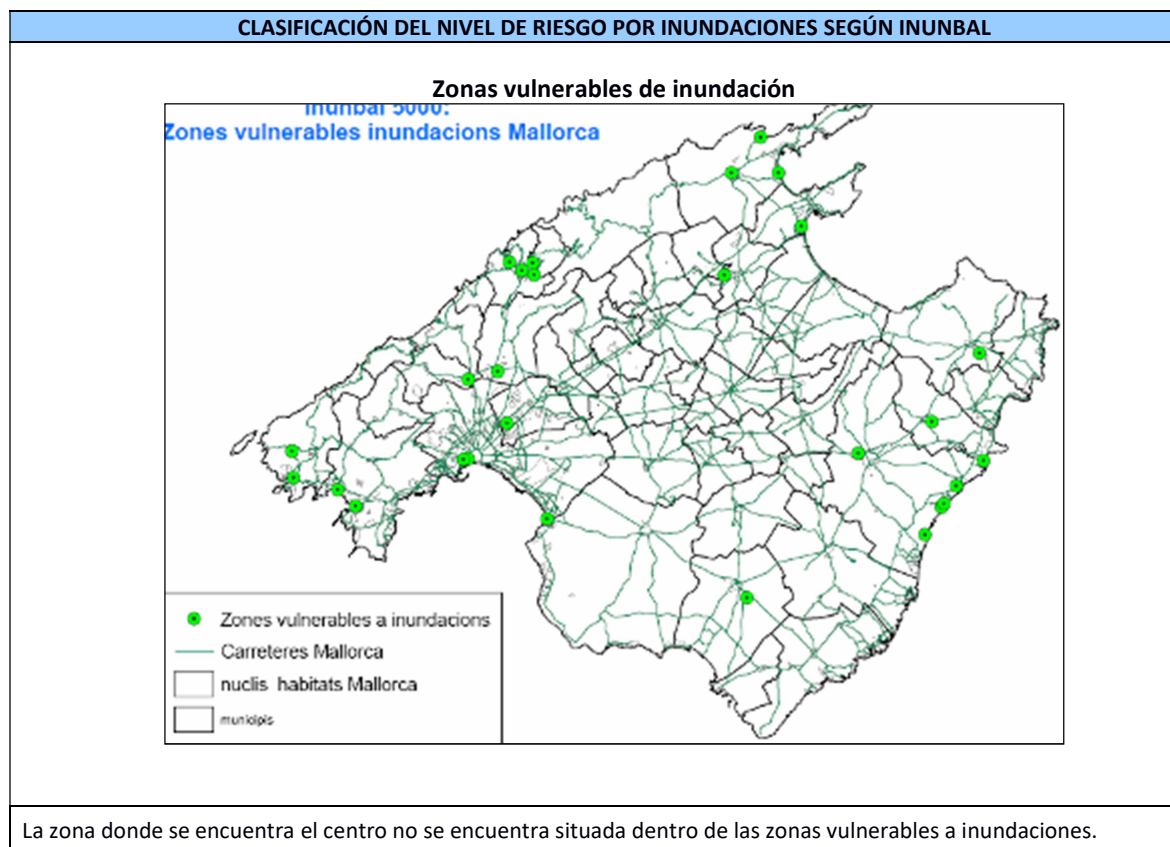 CLASIFICACIÓN DEL NIVEL DE RIESGO POR INUNDACIONES SEGÚN INUNBAL
Zonas vulnerables de inundación
Inunbal 5000:
Zones vulnerables inundacions Mallorca
Zones vulnerables a inundacions
Carreteres Mallorca
nuclis habitats Mallorca
municipis
La zona donde se encuentra el centro no se encuentra situada dentro de las zonas vulnerables a inundaciones.